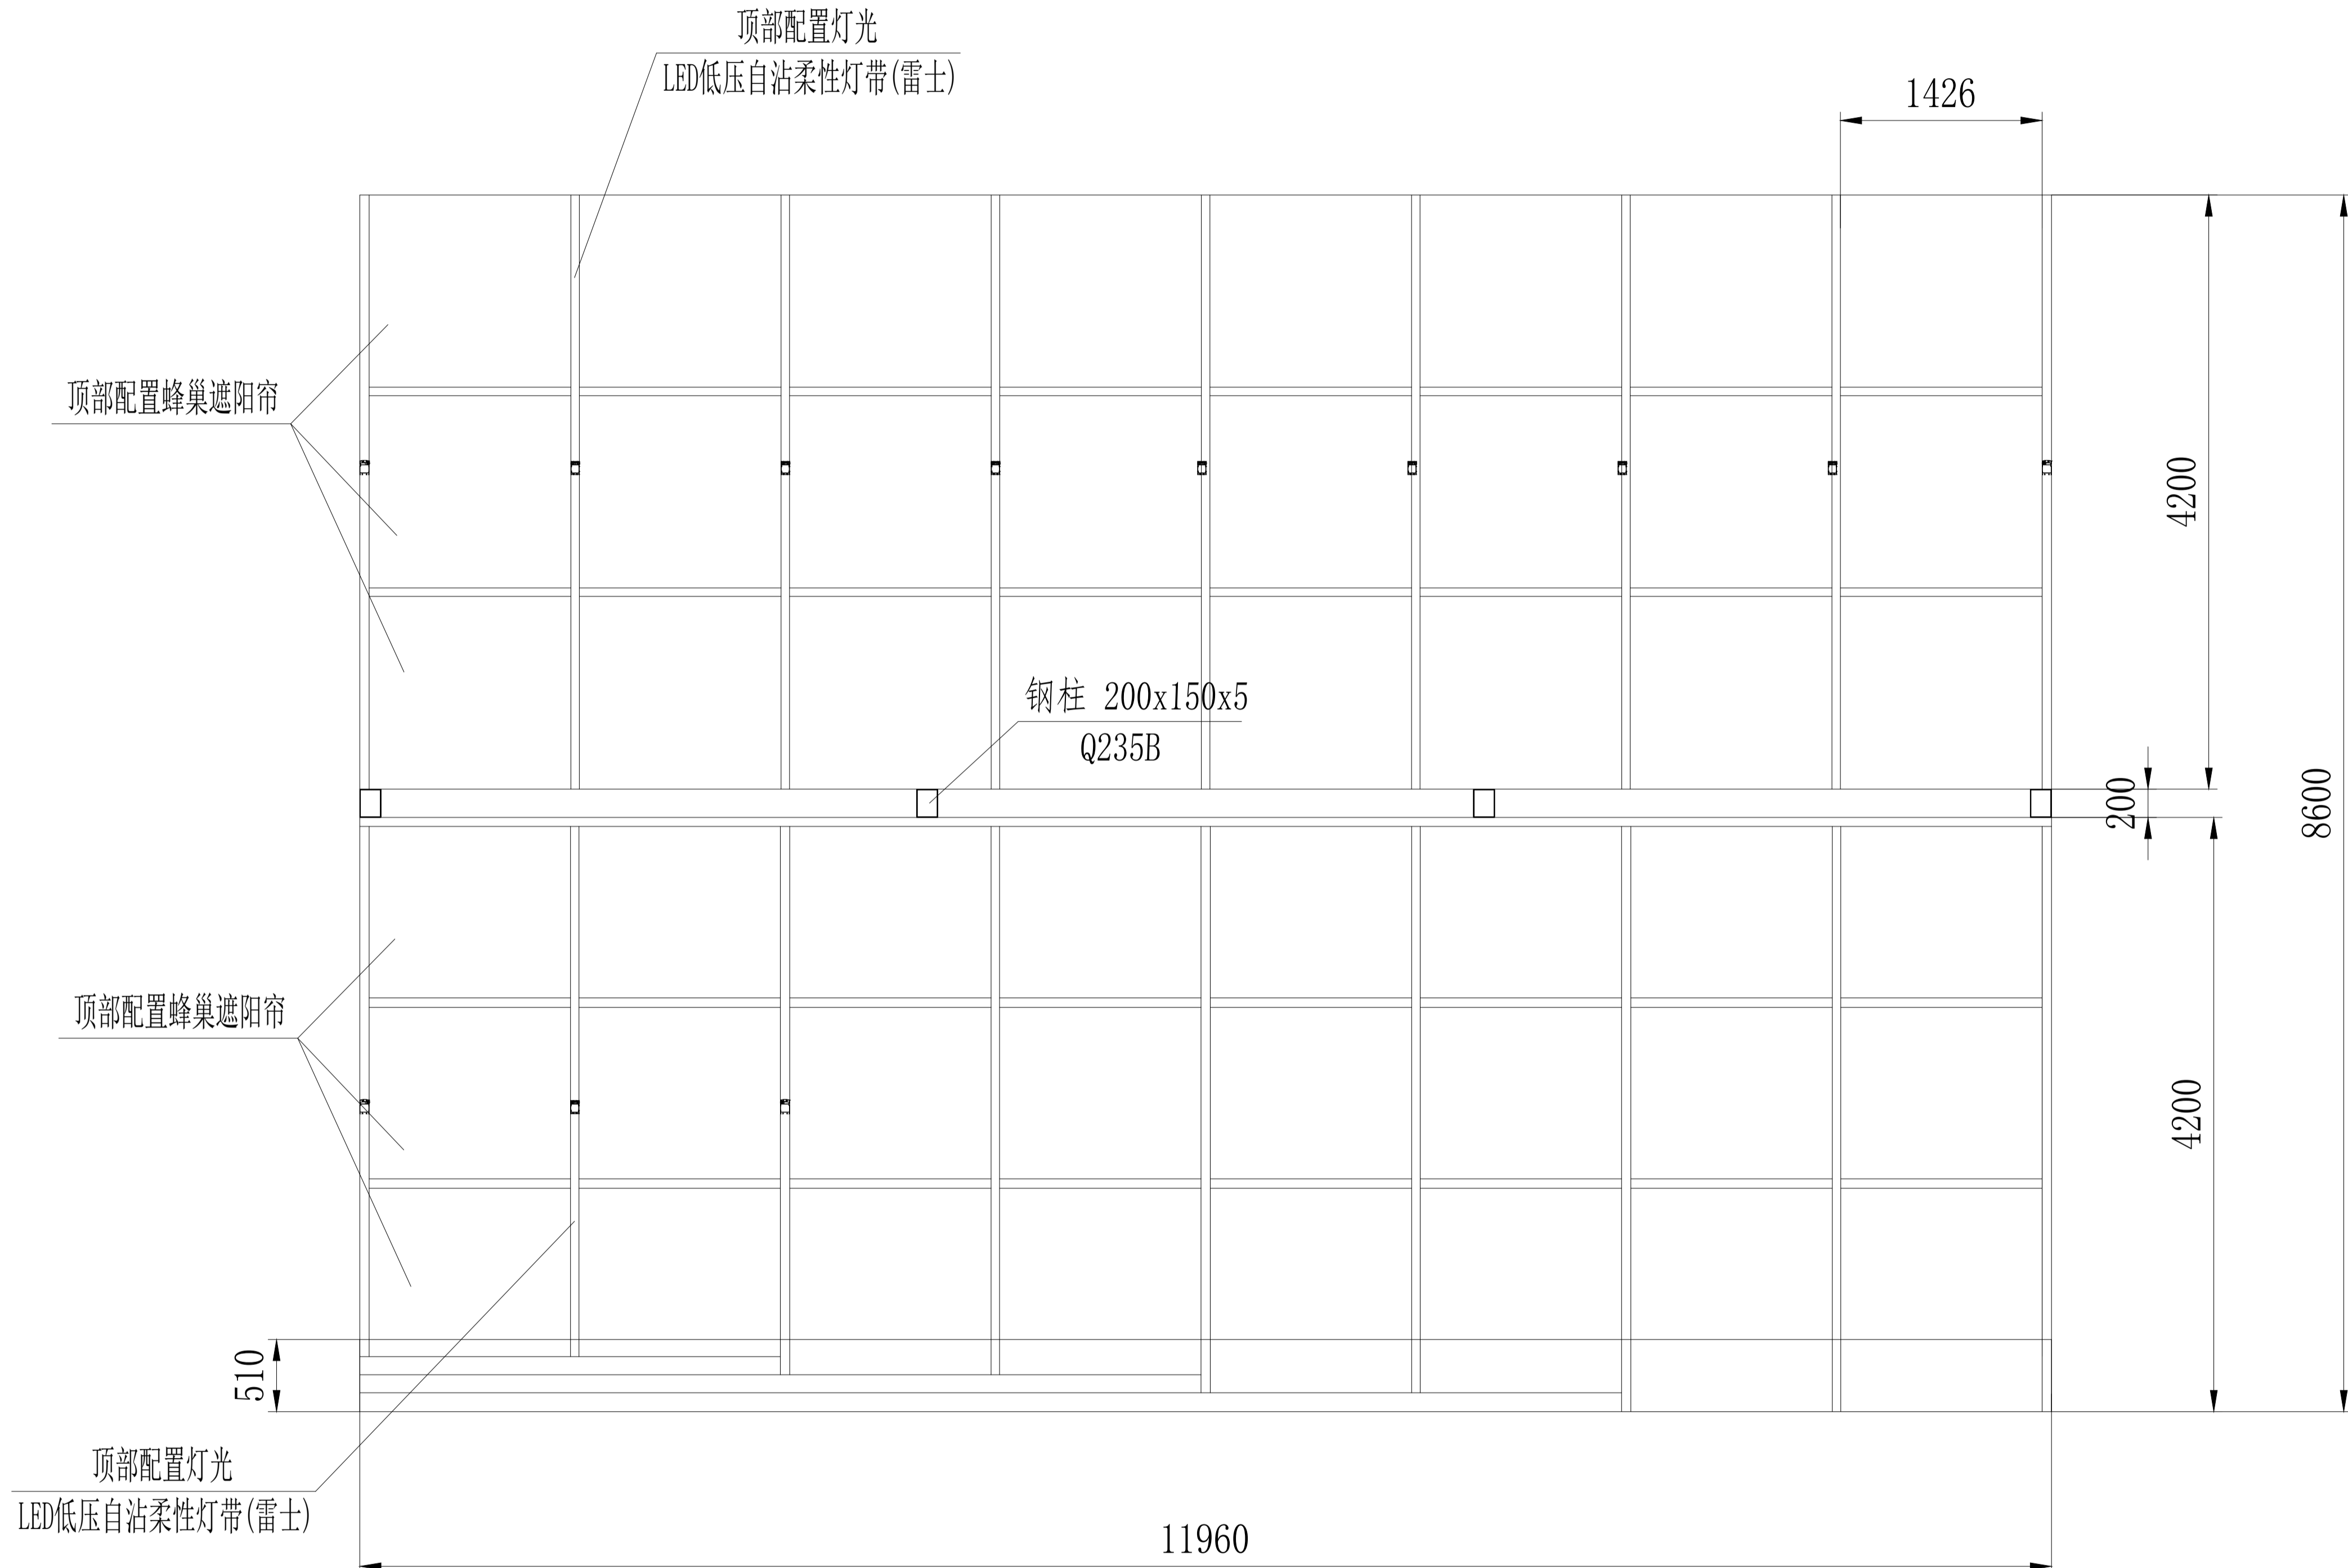 顶部配置灯光
LED低压自沾柔性灯带(雷士)
1426
顶部配置蜂巢遮阳帘
4200
钢柱 200x150x5
Q235B
200
8600
顶部配置蜂巢遮阳帘
4200
510
顶部配置灯光
LED低压自沾柔性灯带(雷士)
11960